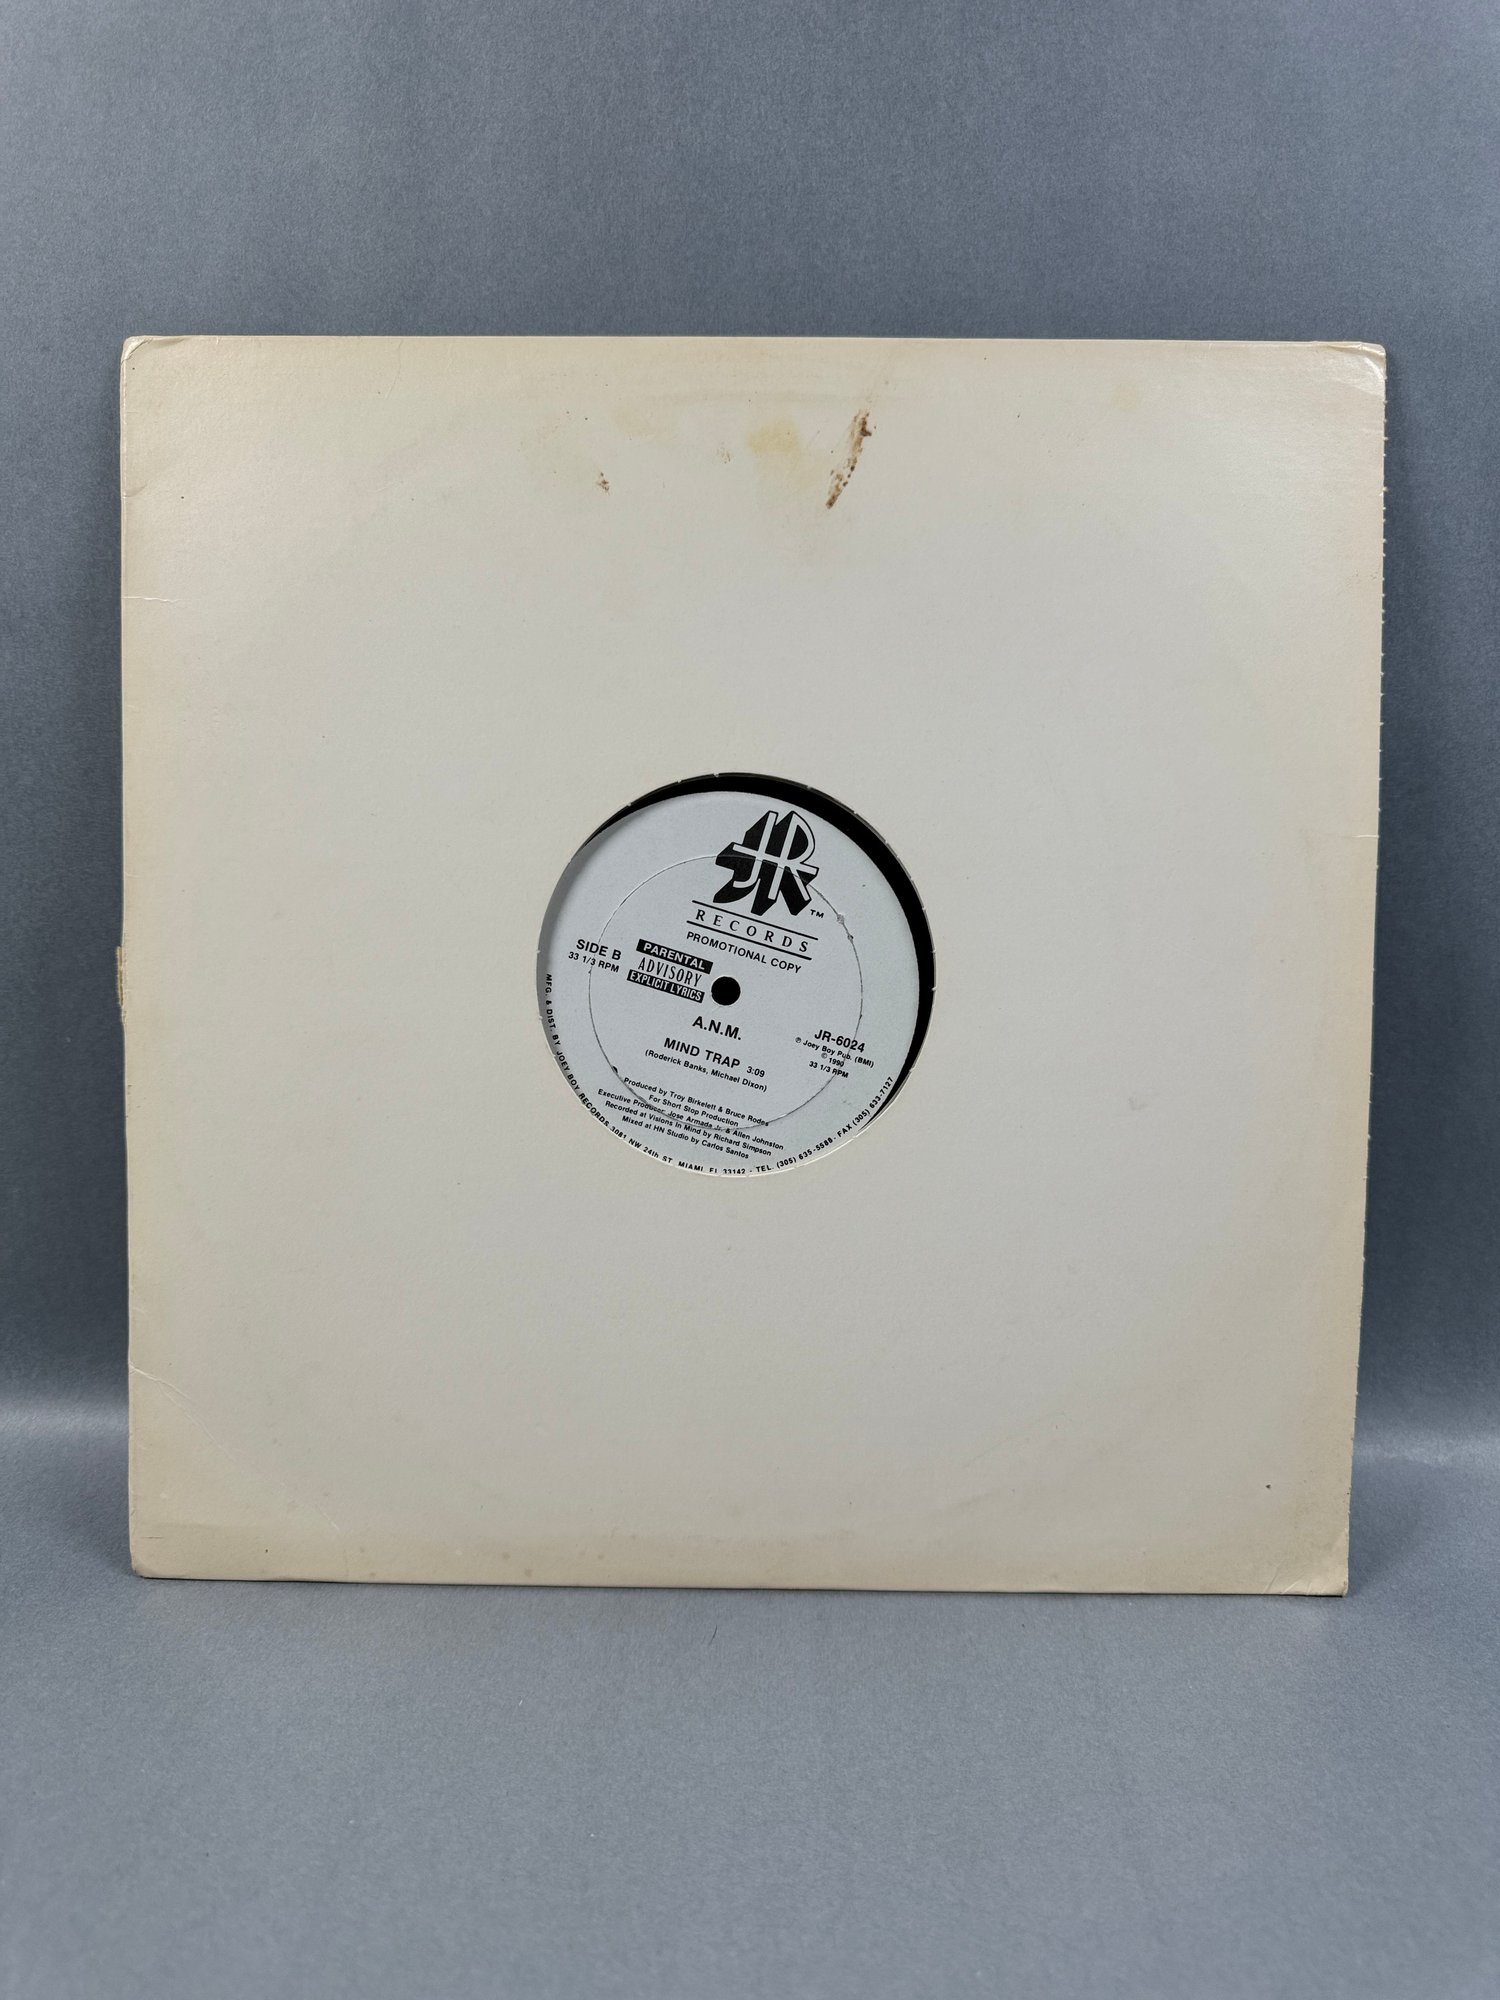 JR
TM
RECORDS
PROMOTIONAL COPY
SIDE B
33 1/3 RPM
PARENTAL
ADVISORY
EXPLICIT LYRICS
A.N.M.
MIND TRAP 3:09
(Roderick Banks, Michael Dixon)
JR-6024
℗ Joey Boy Pub. (BMI)
© 1990
33 1/3 RPM
Produced by Troy Birkelett & Bruce Rodes
For Short Stop Production
Executive Producer: Jose Armada Jr. & Allen Johnston
Recorded at Visions In Mind by Richard Simpson
Mixed at HN Studio by Carlos Santos
MFG. & DIST. BY JOEY BOY RECORDS 3081 NW 24th ST. MIAMI, FL 33142 - TEL. (305) 635-5588 - FAX (305) 633-7127